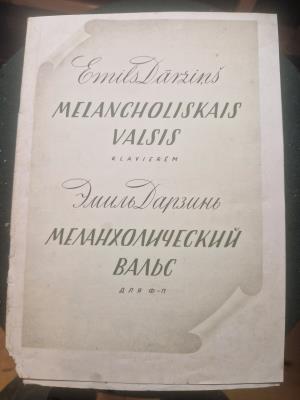 Emīls Dārziņš
MELANCHOLISKAIS
VALSIS
KLAVIERĒM
Эмиль Дарзинь
МЕЛАНХОЛИЧЕСКИЙ
ВАЛЬС
ДЛЯ Ф-П